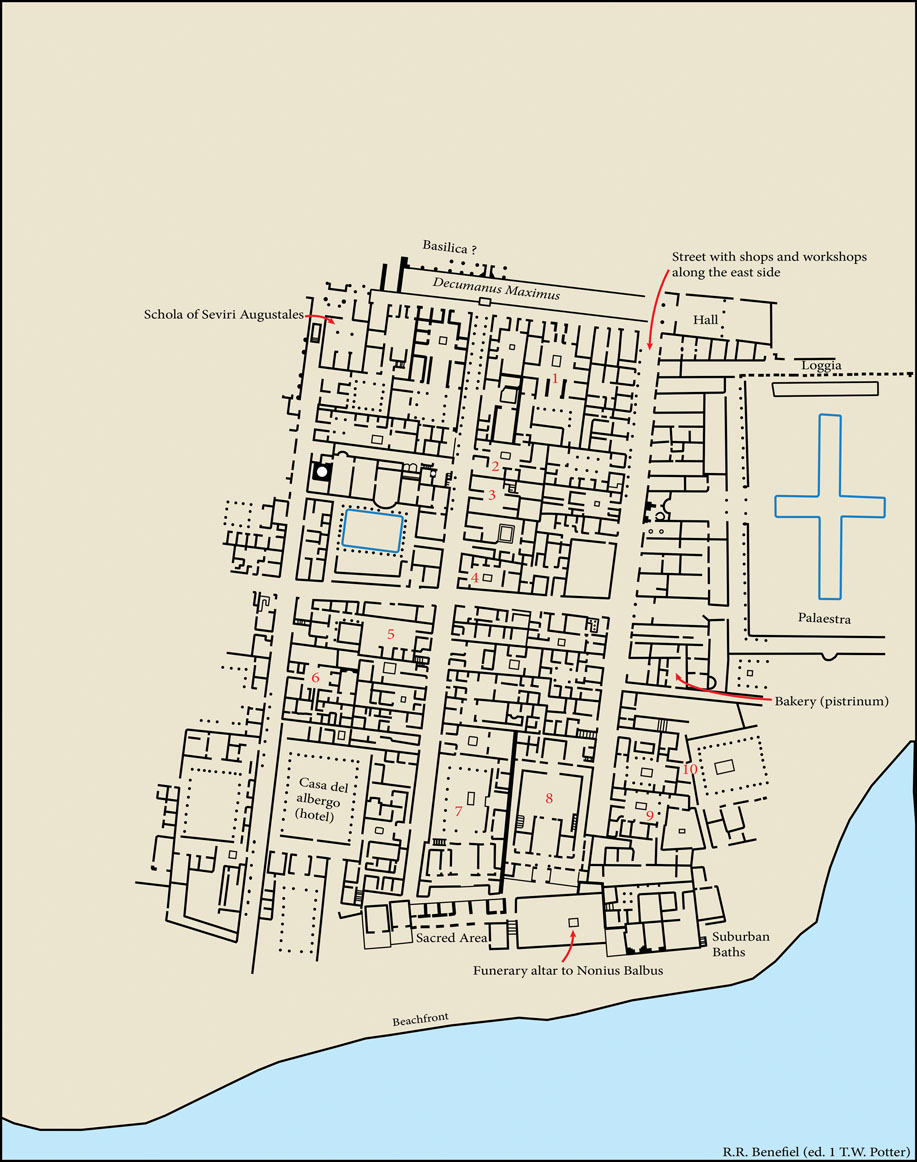 Basilica ?
Decumanus Maximus
Street with shops and workshops
along the east side
Schola of Seviri Augustales
Hall
Loggia
1
2
3
4
5
6
Palaestra
Bakery (pistrinum)
10
Casa del
albergo
(hotel)
7
8
9
Sacred Area
Suburban
Baths
Funerary altar to Nonius Balbus
Beachfront
R.R. Benefiel (ed. 1 T.W. Potter)